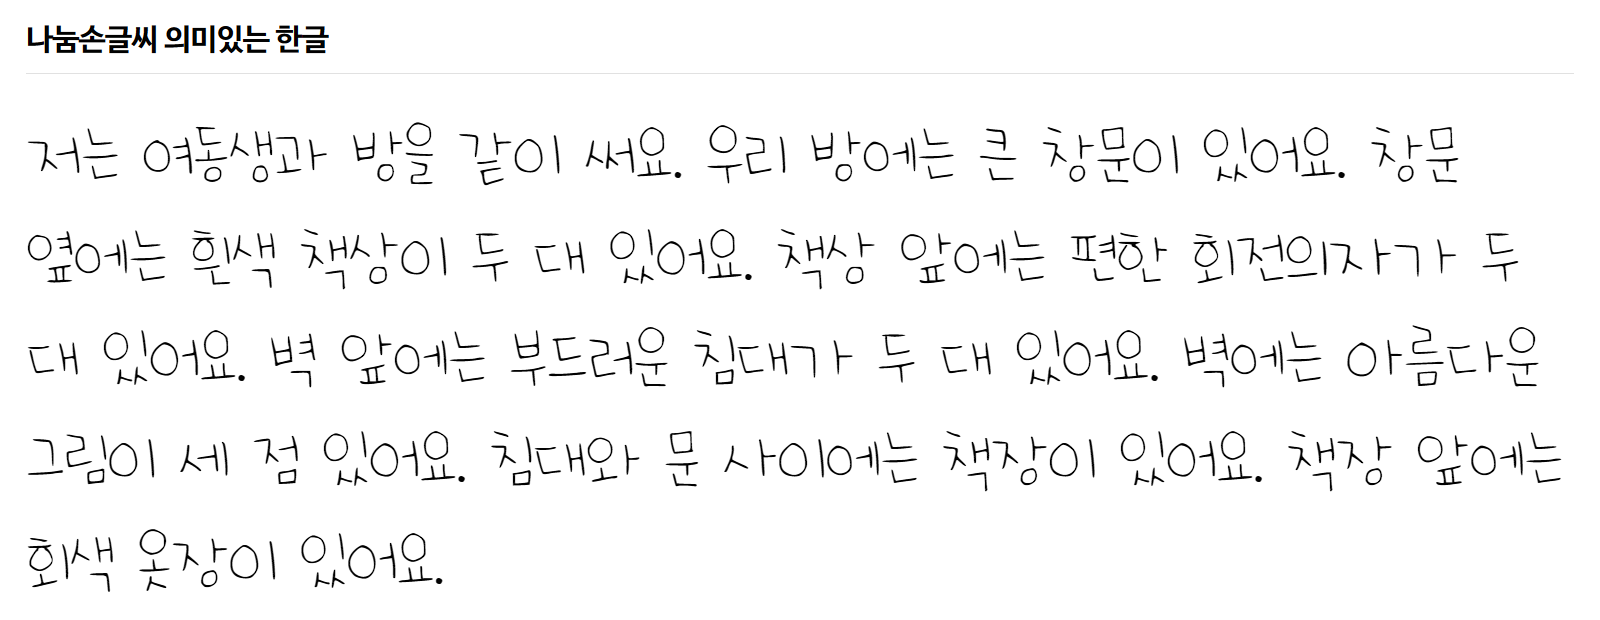 나눔손글씨 의미있는 한글
저는 여동생과 방을 같이 써요. 우리 방에는 큰 창문이 있어요. 창문
옆에는 흰색 책상이 두 대 있어요. 책상 앞에는 편한 회전의자가 두
대 있어요. 벽 앞에는 부드러운 침대가 두 대 있어요. 벽에는 아름다운
그림이 세 점 있어요. 침대와 문 사이에는 책장이 있어요. 책장 앞에는
회색 옷장이 있어요.